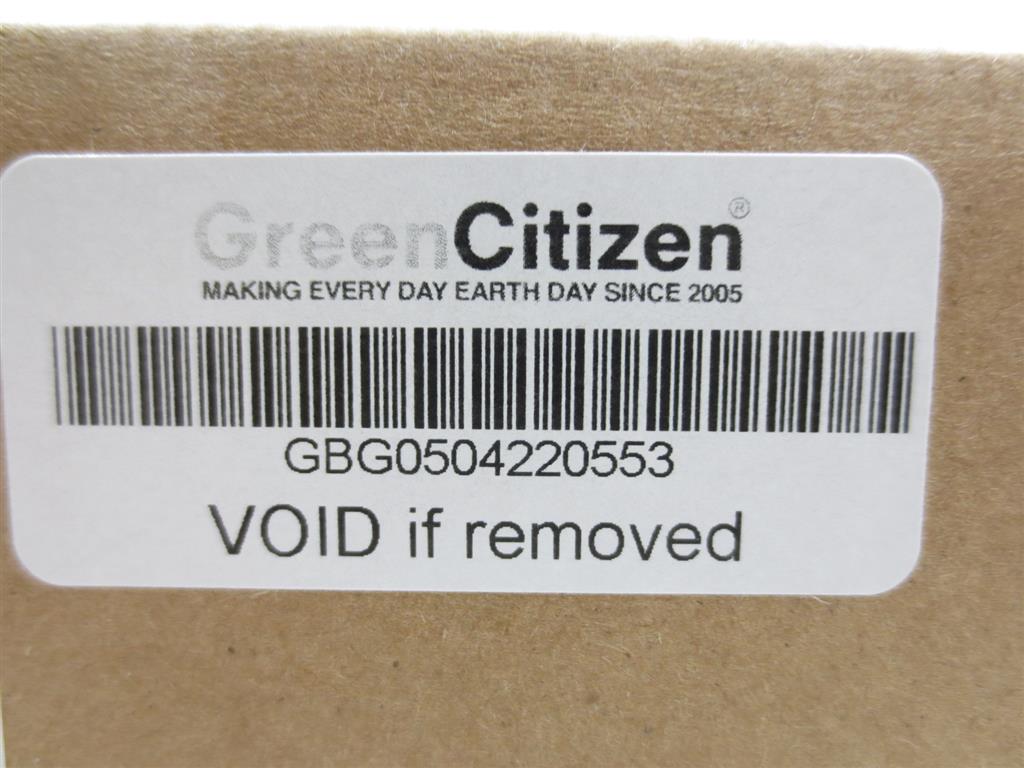 GreenCitizen®
MAKING EVERY DAY EARTH DAY SINCE 2005
GBG0504220553
VOID if removed